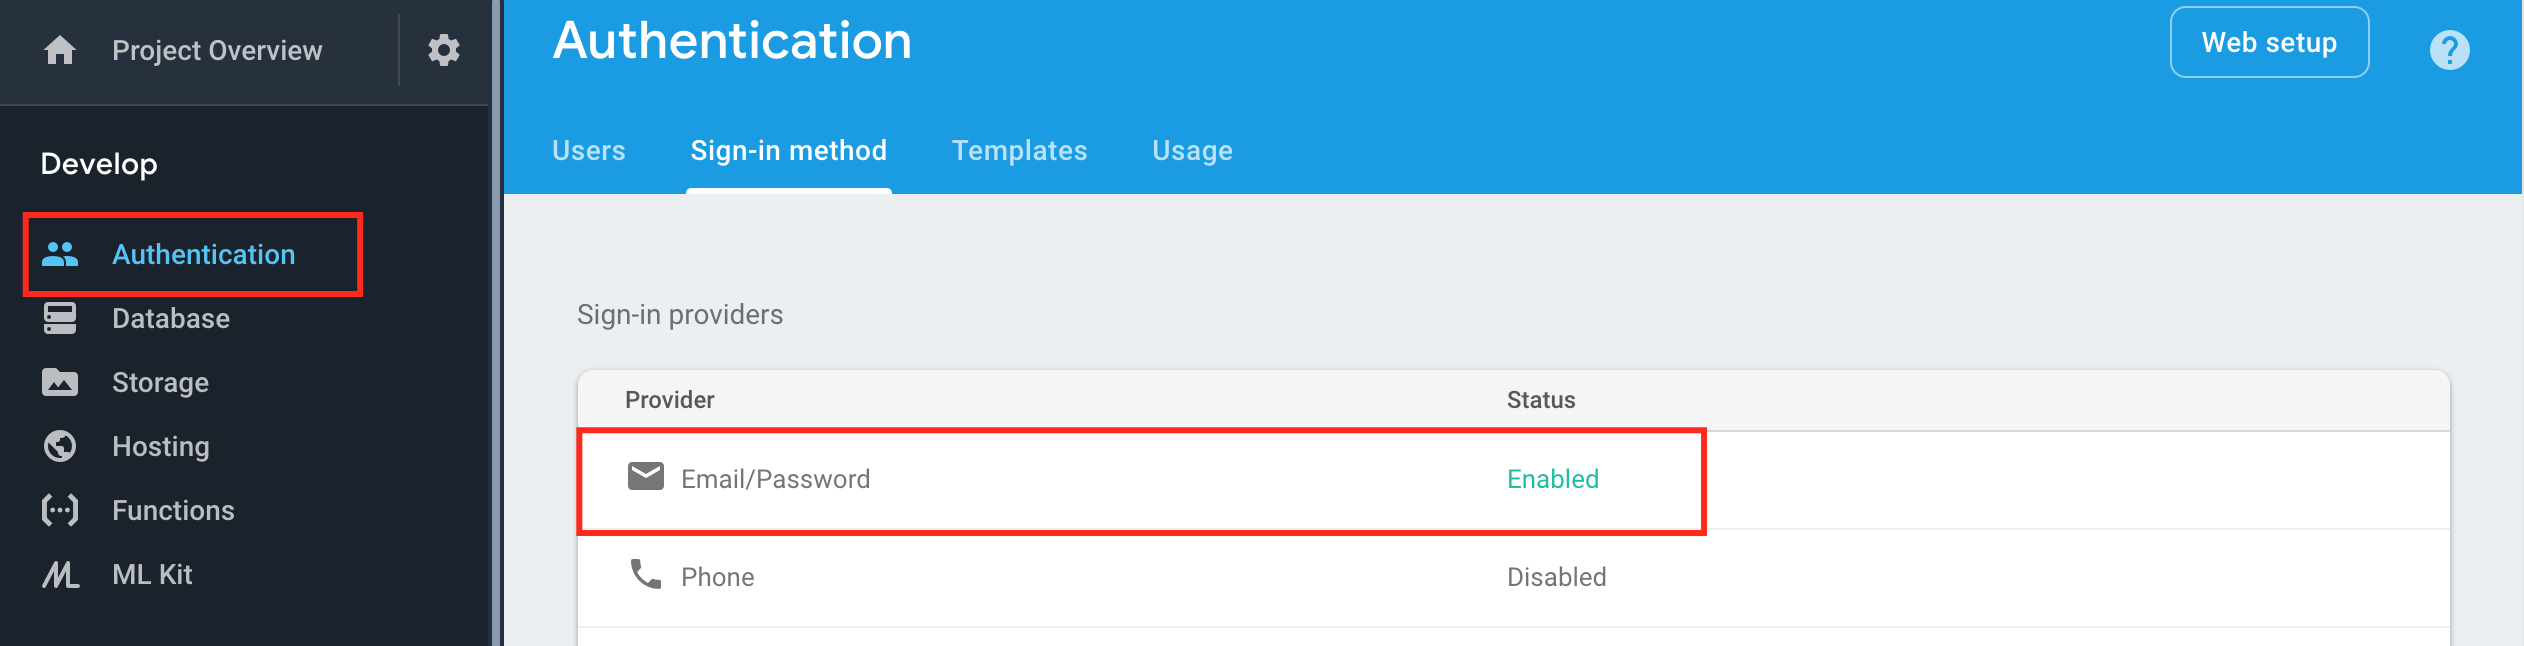 Project Overview
Develop
Authentication
Database
Storage
Hosting
Functions
ML Kit
Authentication
Web setup
?
Users
Sign-in method
Templates
Usage
Sign-in providers
Provider
Status
Email/Password
Enabled
Phone
Disabled